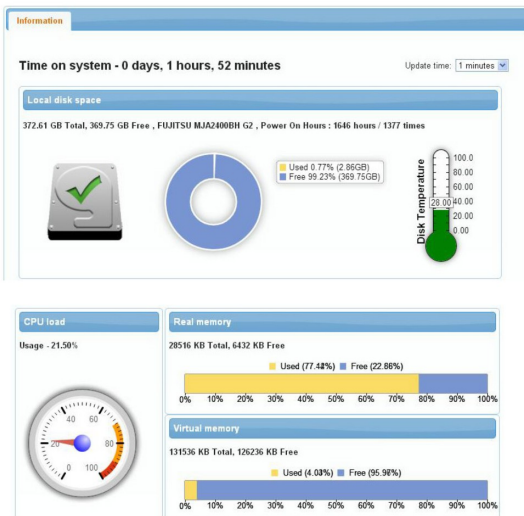 Information
Time on system - 0 days, 1 hours, 52 minutes
Update time: 1 minutes
Local disk space
372.61 GB Total, 369.75 GB Free , FUJITSU MJA2400BH G2 , Power On Hours : 1646 hours / 1377 times
Used 0.77% (2.86GB)
Free 99.23% (369.75GB)
Disk Temperature
100.0
80.00
60.00
28.00
40.00
20.00
0.00
CPU load
Usage - 21.50%
0 20 40 60 80 100
Real memory
28516 KB Total, 6432 KB Free
Used (77.4%) Free (22.86%)
0% 10% 20% 30% 40% 50% 60% 70% 80% 90% 100%
Virtual memory
131536 KB Total, 126236 KB Free
Used (4.0%) Free (95.9%)
0% 10% 20% 30% 40% 50% 60% 70% 80% 90% 100%